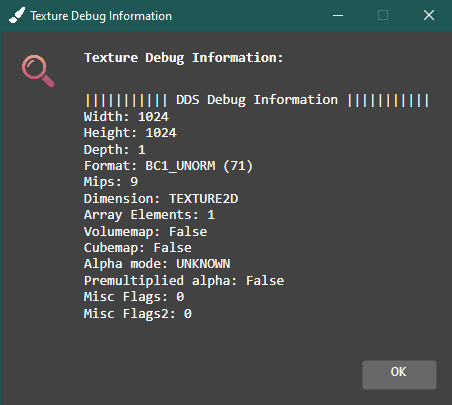 Texture Debug Information
Texture Debug Information:
||||||||||| DDS Debug Information |||||||||||
Width: 1024
Height: 1024
Depth: 1
Format: BC1_UNORM (71)
Mips: 9
Dimension: TEXTURE2D
Array Elements: 1
Volumemap: False
Cubemap: False
Alpha mode: UNKNOWN
Premultiplied alpha: False
Misc Flags: 0
Misc Flags2: 0
OK